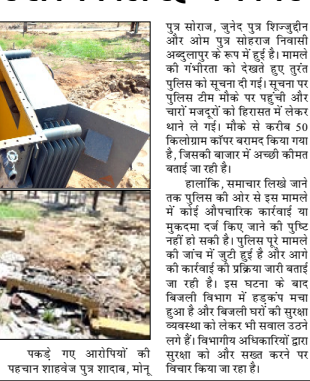 पकड़े गए आरोपियों की
पहचान शाहवेज पुत्र शादाब, मोनू
पुत्र सोराज, जुनेद पुत्र शिज्जुद्दीन
और ओम पुत्र सोहराज निवासी
अब्दुलापुर के रूप में हुई है। मामले
की गंभीरता को देखते हुए तुरंत
पुलिस को सूचना दी गई। सूचना पर
पुलिस टीम मौके पर पहुंची और
चारों मजदूरों को हिरासत में लेकर
थाने ले गई। मौके से करीब 50
किलोग्राम कॉपर बरामद किया गया
है, जिसकी बाजार में अच्छी कीमत
बताई जा रही है।
हालांकि, समाचार लिखे जाने
तक पुलिस की ओर से इस मामले
में कोई औपचारिक कार्रवाई या
मुकदमा दर्ज किए जाने की पुष्टि
नहीं हो सकी है। पुलिस पूरे मामले
की जांच में जुटी हुई है और आगे
की कार्रवाई की प्रक्रिया जारी बताई
जा रही है। इस घटना के बाद
बिजली विभाग में हड़कंप मचा
हुआ है और बिजली घरों की सुरक्षा
व्यवस्था को लेकर भी सवाल उठने
लगे हैं। विभागीय अधिकारियों द्वारा
सुरक्षा को और सख्त करने पर
विचार किया जा रहा है।